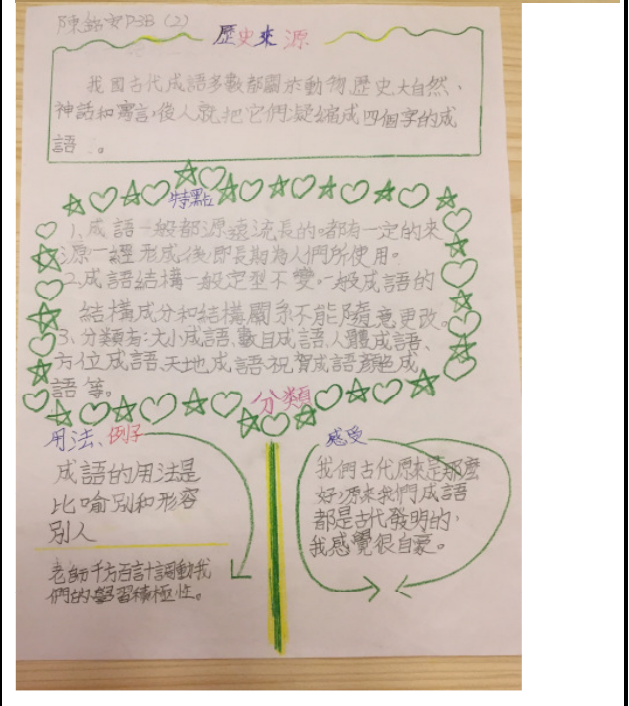 陳銘安P3B(2)
歷史來源
我國古代成語多數都關於動物歷史大自然、
神話和寓言,後人就把它們凝縮成四個字的成
語。
特點
1、成語一般都源遠流長的。都有一定的來
源一經形成後,即長期為人們所使用。
2、成語結構一般定型不變。一般成語的
結構成分和結構關系不能隨意更改。
3、分類有:大小成語、數目成語、人體成語、
方位成語、天地成語、祝賀成語顏色成
語等。
分類
用法、例子
成語的用法是
比喻別和形容
別人
老師千方百計調動我
們的學習積極性。
感受
我們古代原來是那麼
好,源來我們成語
都是古代發明的,
我感覺很自豪。